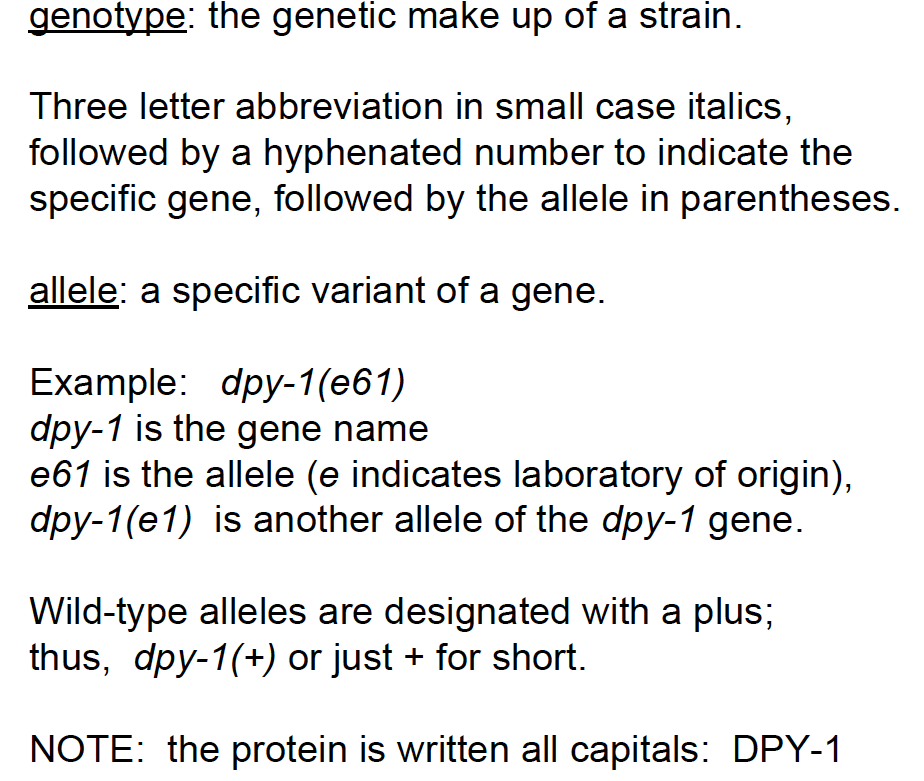 genotype: the genetic make up of a strain.
Three letter abbreviation in small case italics,
followed by a hyphenated number to indicate the
specific gene, followed by the allele in parentheses.
allele: a specific variant of a gene.
Example: dpy-1(e61)
dpy-1 is the gene name
e61 is the allele (e indicates laboratory of origin),
dpy-1(e1) is another allele of the dpy-1 gene.
Wild-type alleles are designated with a plus;
thus, dpy-1(+) or just + for short.
NOTE: the protein is written all capitals: DPY-1